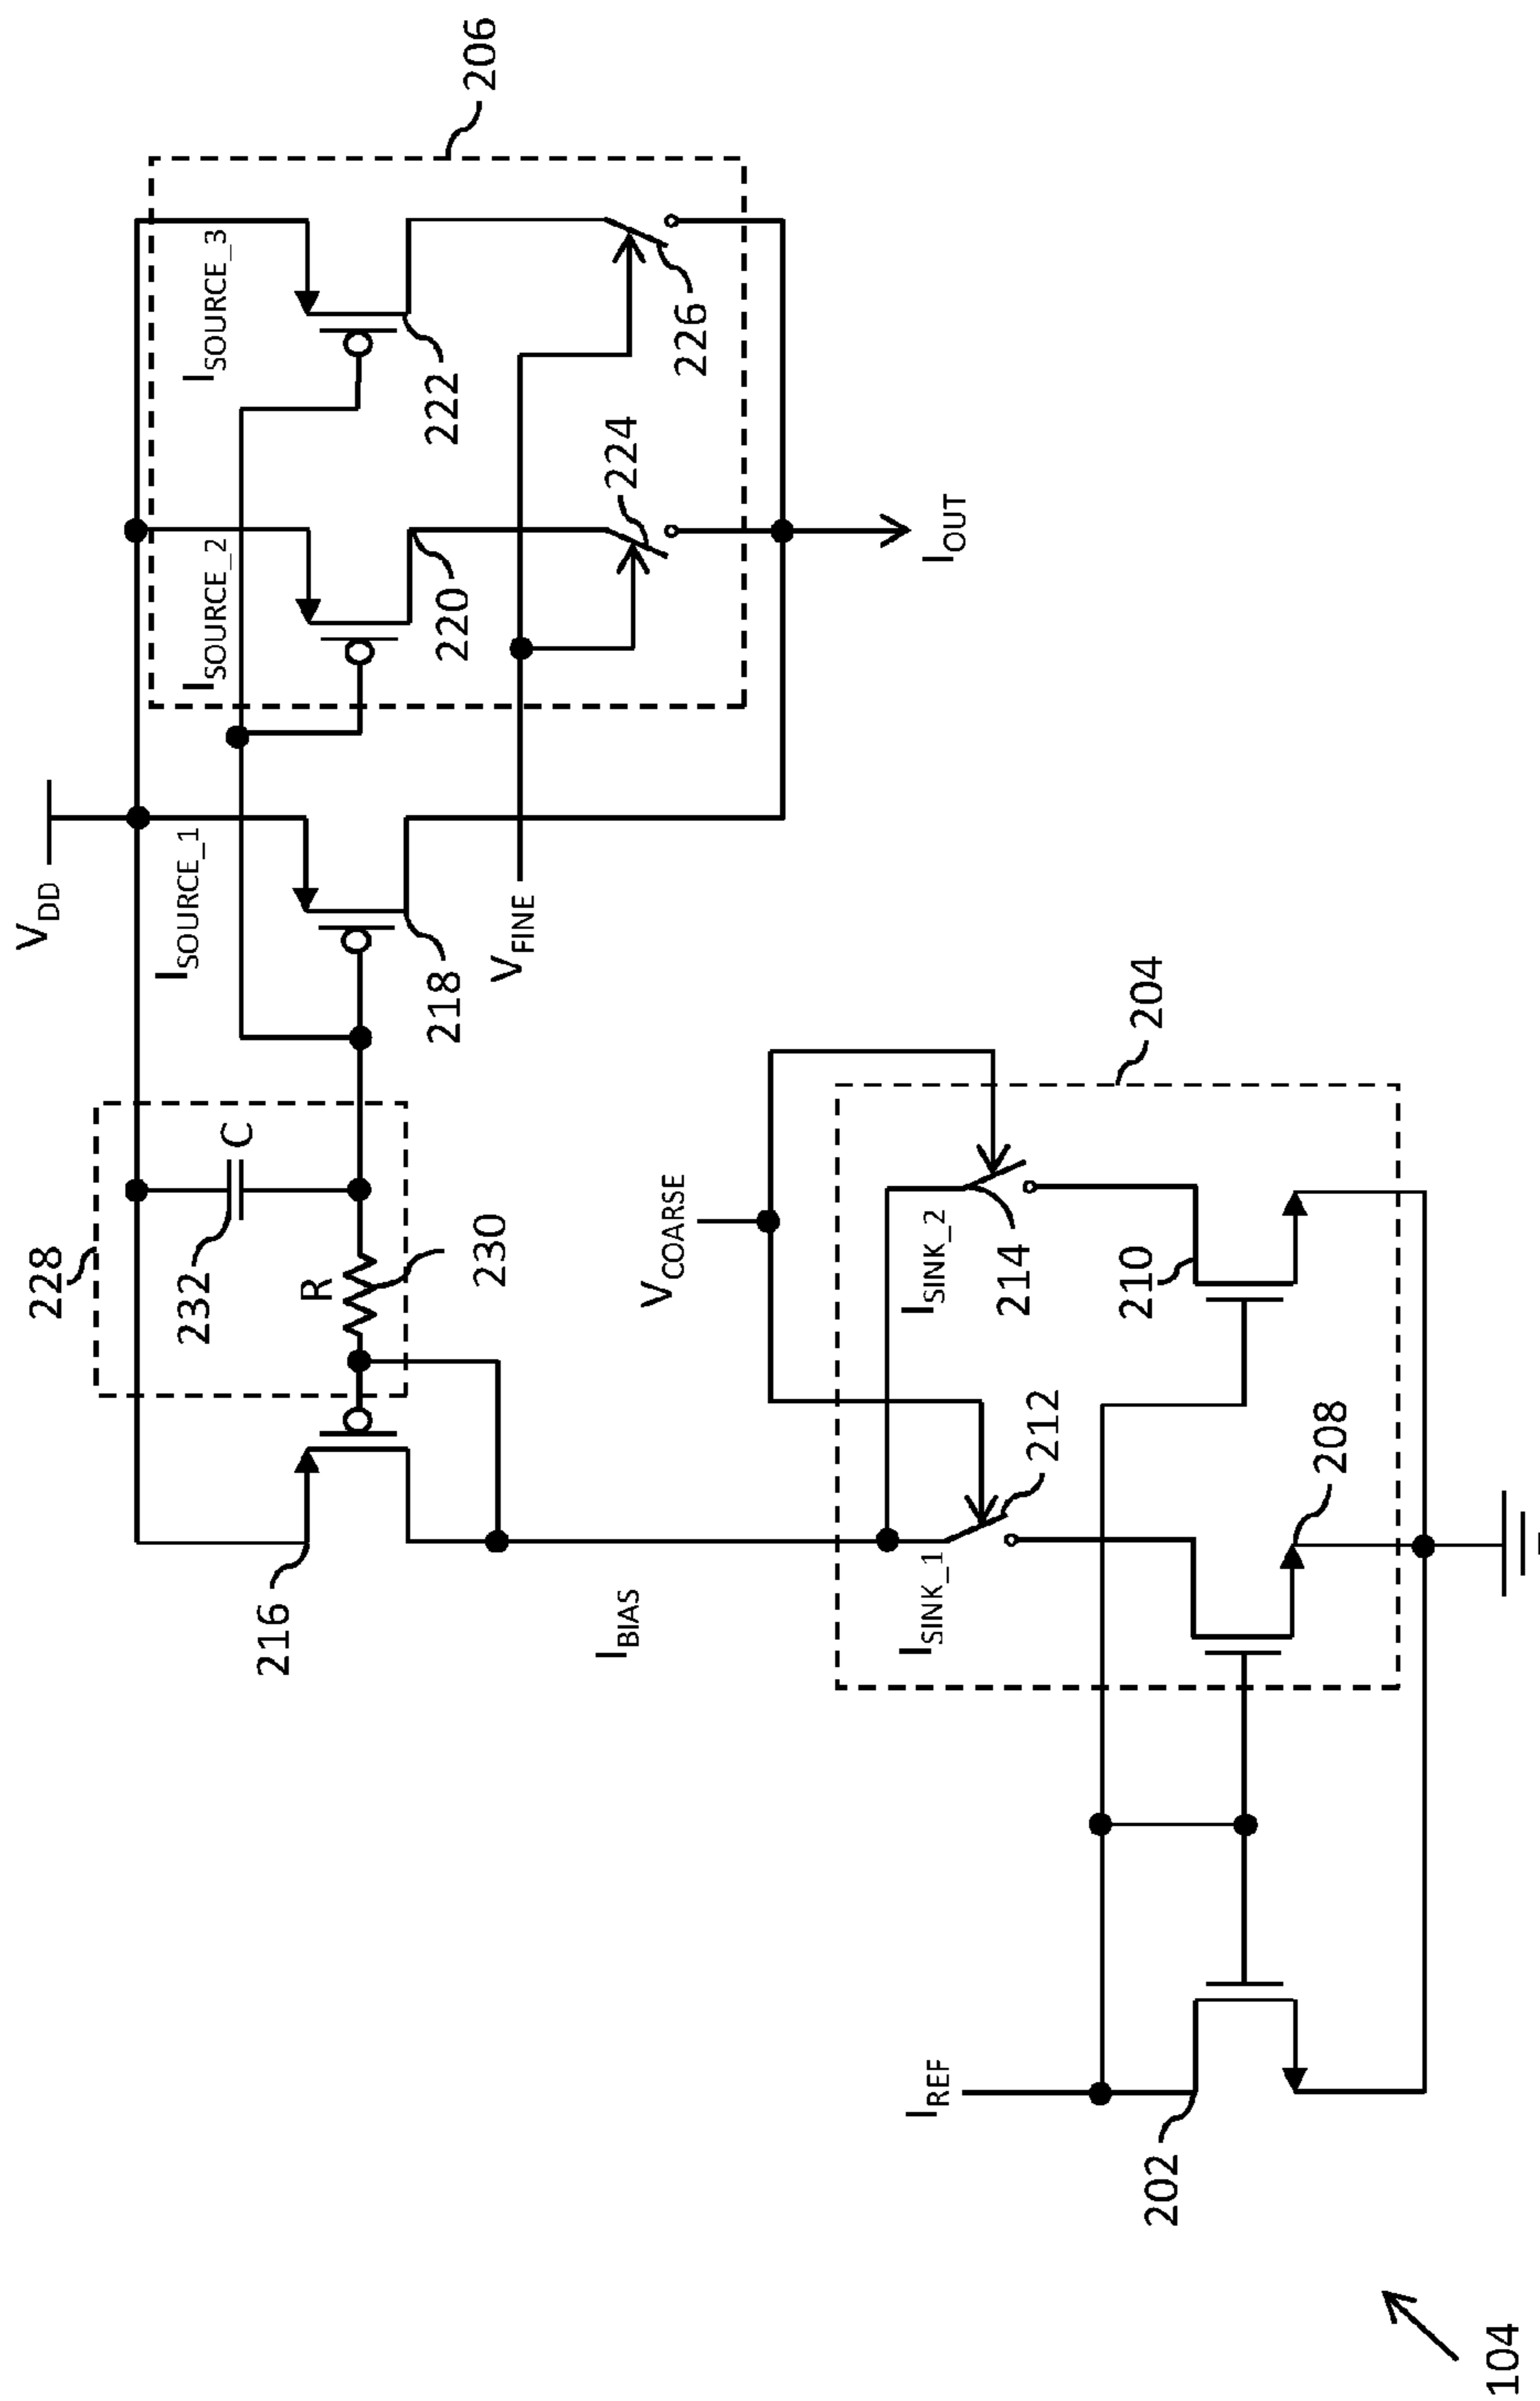 V_DD
228
232
C
R
230
216
I_SOURCE_1
218
I_SOURCE_2
220
I_SOURCE_3
222
206
V_FINE
224
226
I_OUT
I_BIAS
V_COARSE
204
I_SINK_1
212
I_SINK_2
214
210
208
I_REF
202
104